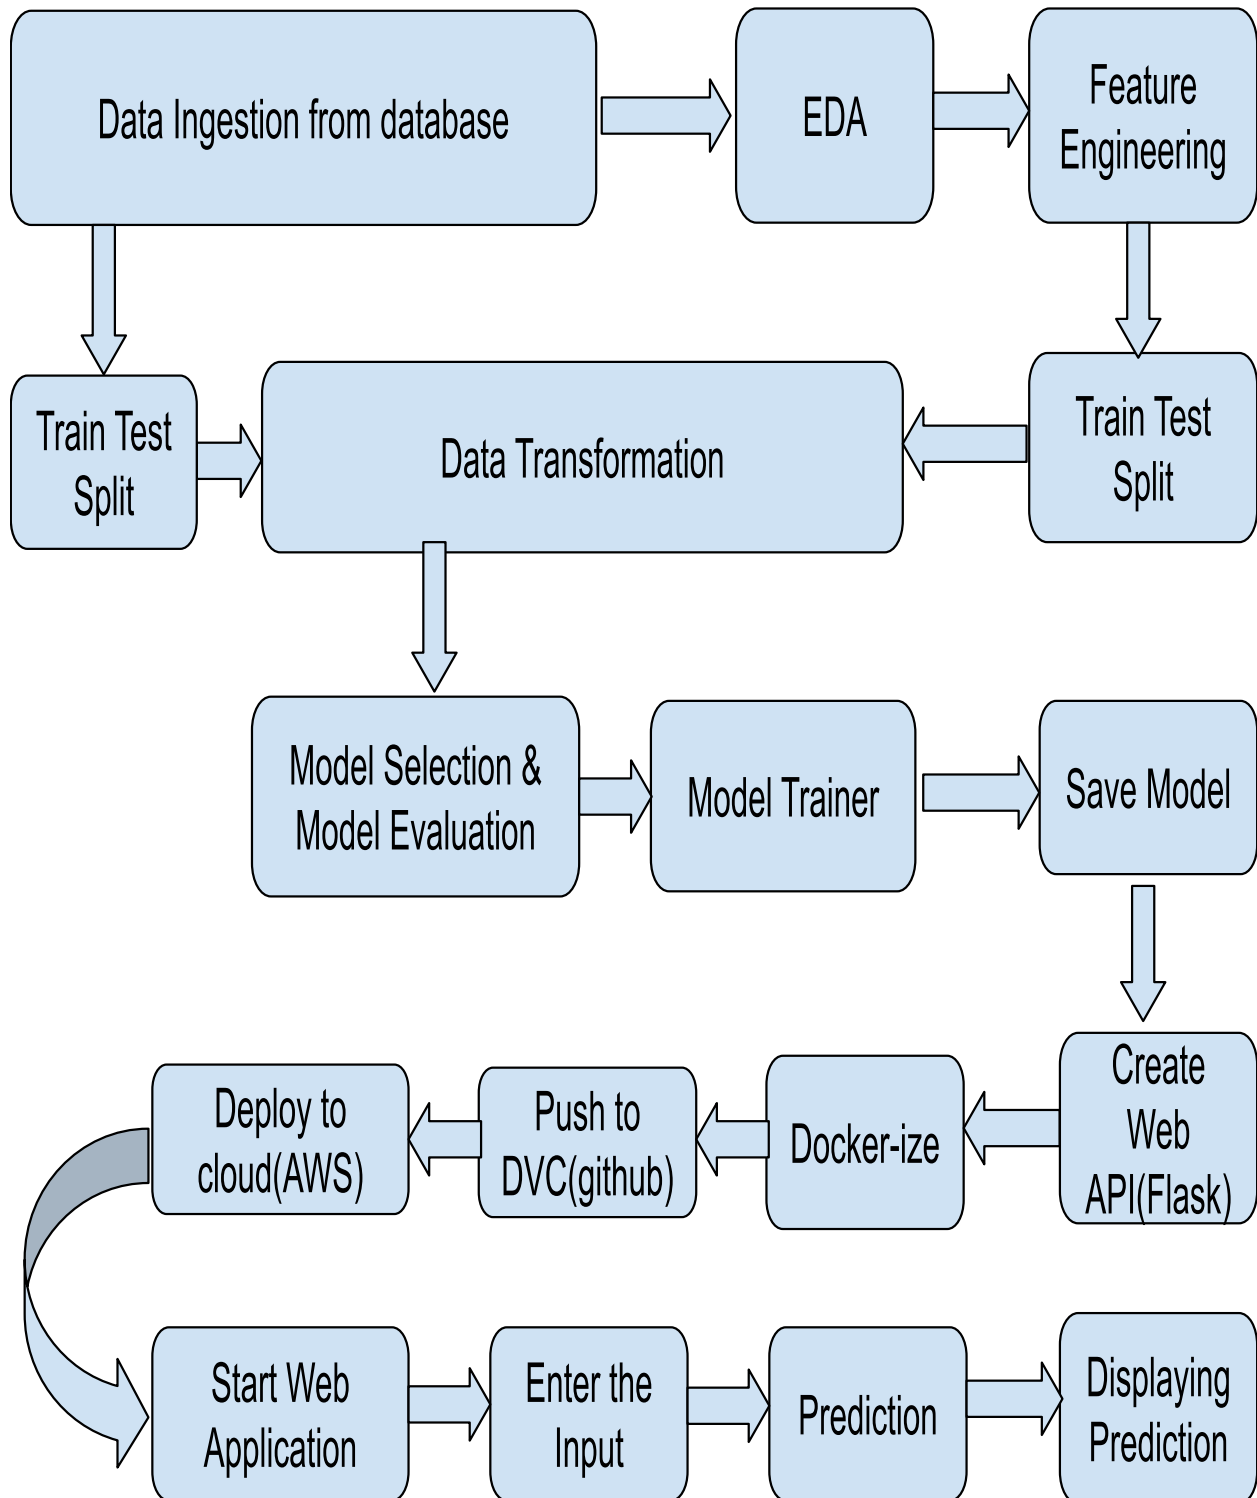 Data Ingestion from database
EDA
Feature
Engineering
Train Test
Split
Data Transformation
Train Test
Split
Model Selection &
Model Evaluation
Model Trainer
Save Model
Deploy to
cloud(AWS)
Push to
DVC(github)
Docker-ize
Create
Web
API(Flask)
Start Web
Application
Enter the
Input
Prediction
Displaying
Prediction